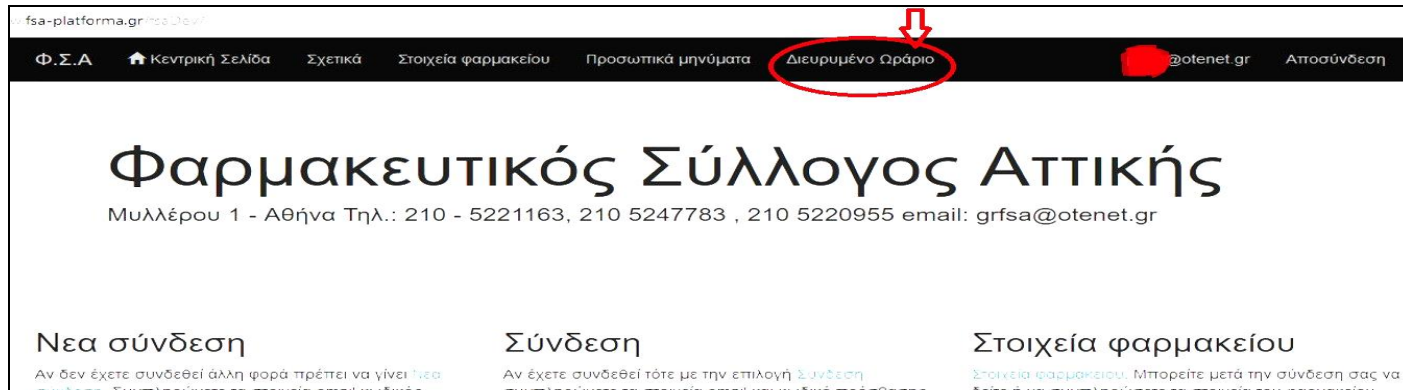 fsa-platforma.gr
Φ.Σ.Α Κεντρική Σελίδα Σχετικά Στοιχεία φαρμακείου Προσωπικά μηνύματα Διευρυμένο Ωράριο @otenet.gr Αποσύνδεση
Φαρμακευτικός Σύλλογος Αττικής
Μυλλέρου 1 - Αθήνα Τηλ.: 210 - 5221163, 210 5247783 , 210 5220955 email: grfsa@otenet.gr
Νεα σύνδεση
Αν δεν έχετε συνδεθεί άλλη φορά πρέπει να γίνει Νεα
Σύνδεση
Αν έχετε συνδεθεί τότε με την επιλογή Σύνδεση
Στοιχεία φαρμακείου
Στοιχεία φαρμακείου. Μπορείτε μετά την σύνδεση σας να